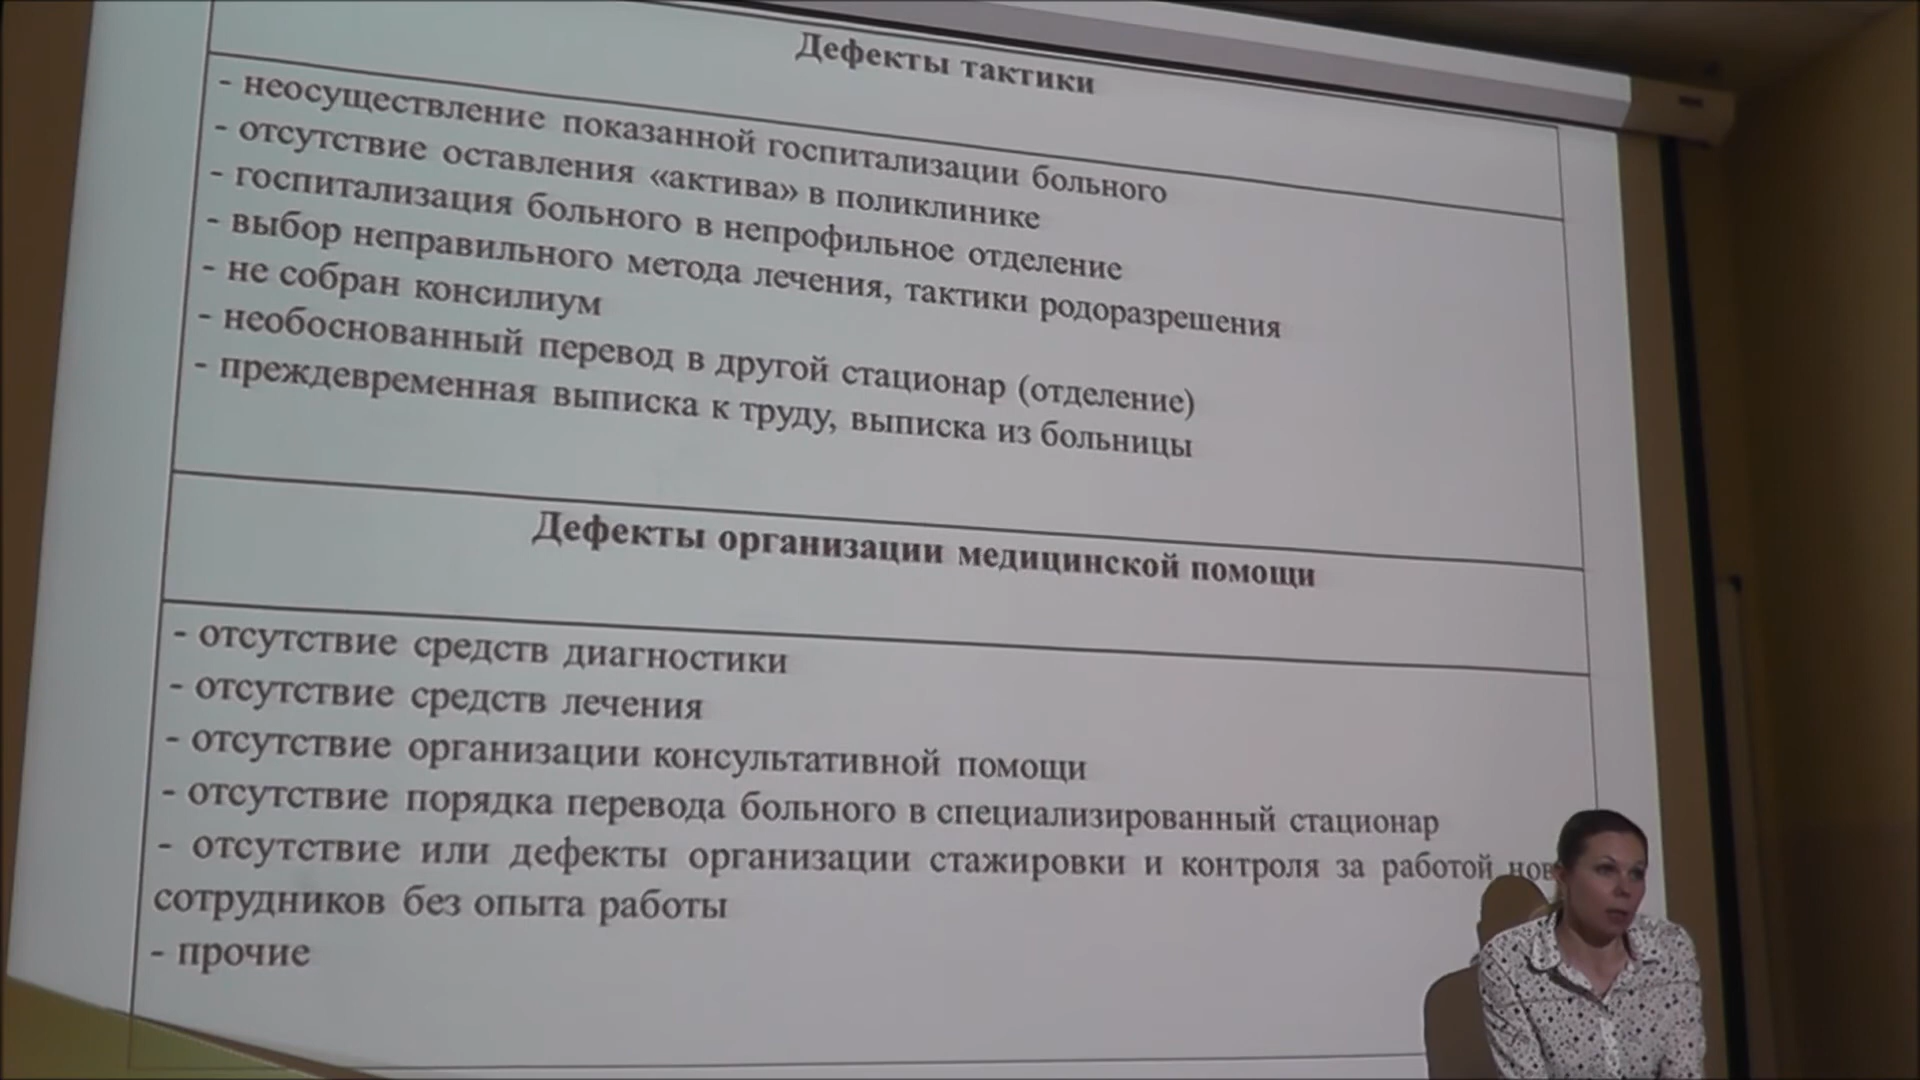 Дефекты тактики
- неосуществление показанной госпитализации больного
- отсутствие оставления «актива» в поликлинике
- госпитализация больного в непрофильное отделение
- выбор неправильного метода лечения, тактики родоразрешения
- не собран консилиум
- необоснованный перевод в другой стационар (отделение)
- преждевременная выписка к труду, выписка из больницы
Дефекты организации медицинской помощи
- отсутствие средств диагностики
- отсутствие средств лечения
- отсутствие организации консультативной помощи
- отсутствие порядка перевода больного в специализированный стационар
- отсутствие или дефекты организации стажировки и контроля за работой
сотрудников без опыта работы
- прочие